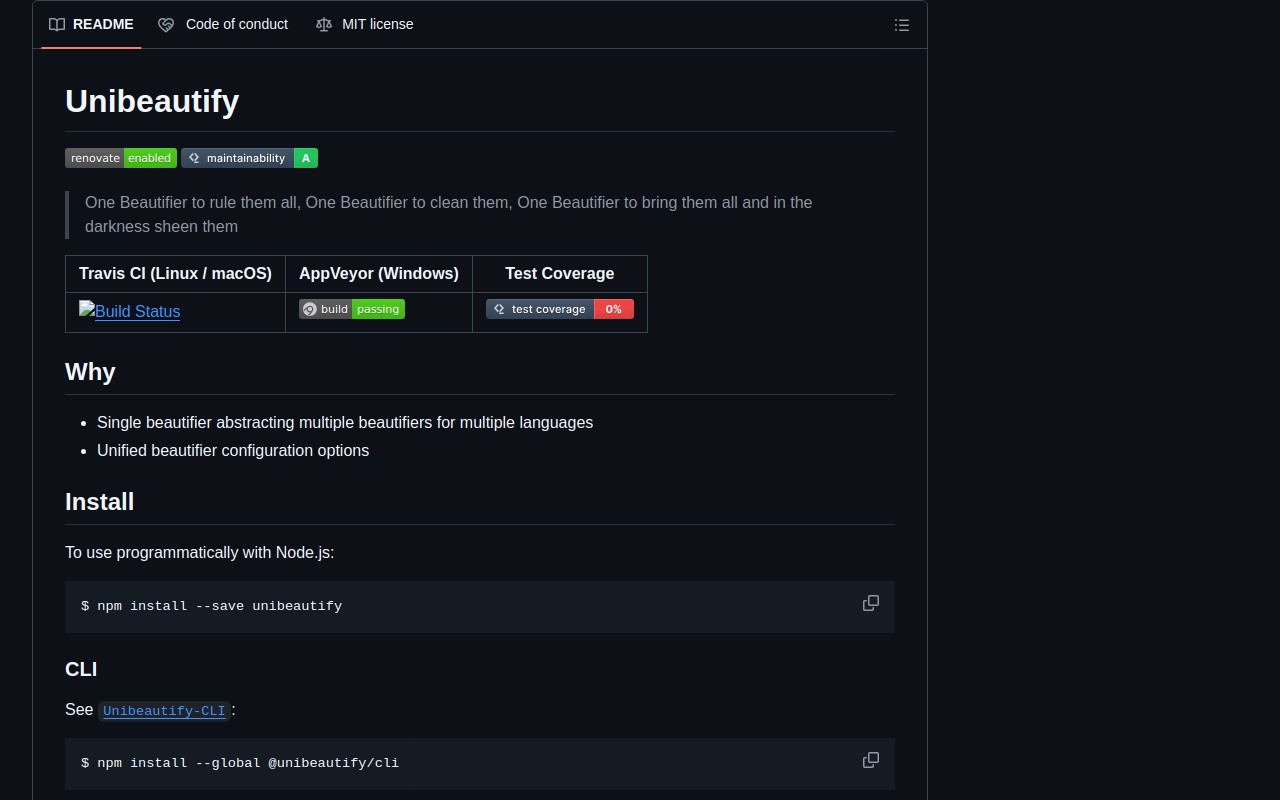 README
Code of conduct
MIT license
Unibeautify
renovate enabled
maintainability A
One Beautifier to rule them all, One Beautifier to clean them, One Beautifier to bring them all and in the
darkness sheen them
Travis CI (Linux / macOS) AppVeyor (Windows) Test Coverage
Build Status build passing test coverage 0%
Why
Single beautifier abstracting multiple beautifiers for multiple languages
Unified beautifier configuration options
Install
To use programmatically with Node.js:
$ npm install --save unibeautify
CLI
See Unibeautify-CLI:
$ npm install --global @unibeautify/cli